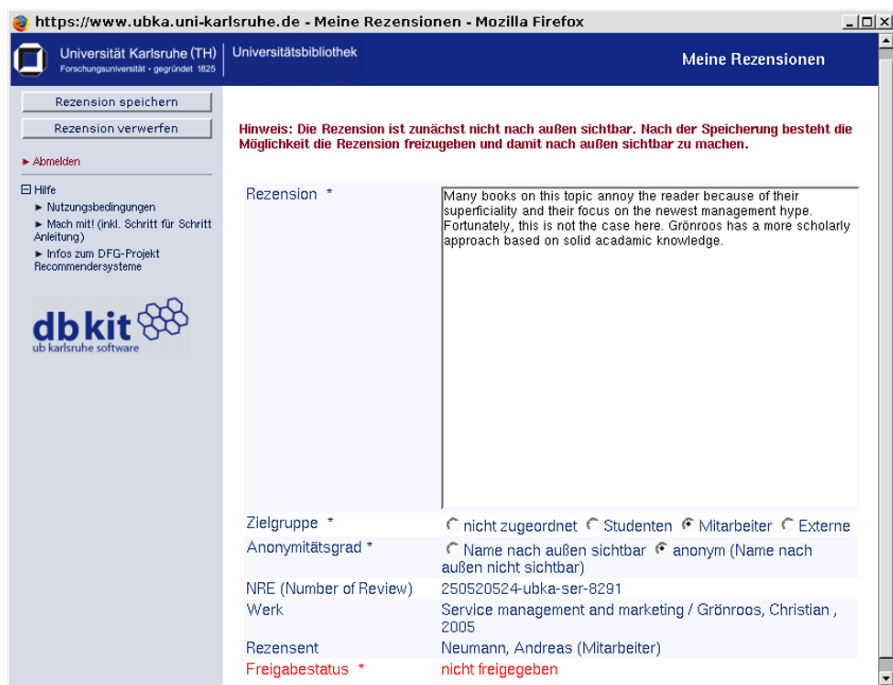 https://www.ubka.uni-karlsruhe.de - Meine Rezensionen - Mozilla Firefox
Universität Karlsruhe (TH)
Forschungsuniversität · gegründet 1825
Universitätsbibliothek
Meine Rezensionen
Rezension speichern
Rezension verwerfen
Abmelden
Hilfe
Nutzungsbedingungen
Mach mit! (inkl. Schritt für Schritt
Anleitung)
Infos zum DFG-Projekt
Recommendersysteme
dbkit
ub karlsruhe software
Hinweis: Die Rezension ist zunächst nicht nach außen sichtbar. Nach der Speicherung besteht die
Möglichkeit die Rezension freizugeben und damit nach außen sichtbar zu machen.
Rezension *
Many books on this topic annoy the reader because of their
superficiality and their focus on the newest management hype.
Fortunately, this is not the case here. Grönroos has a more scholarly
approach based on solid acadamic knowledge.
Zielgruppe * nicht zugeordnet Studenten Mitarbeiter Externe
Anonymitätsgrad * Name nach außen sichtbar anonym (Name nach
außen nicht sichtbar)
NRE (Number of Review) 250520524-ubka-ser-8291
Werk Service management and marketing / Grönroos, Christian ,
2005
Rezensent Neumann, Andreas (Mitarbeiter)
Freigabestatus * nicht freigegeben